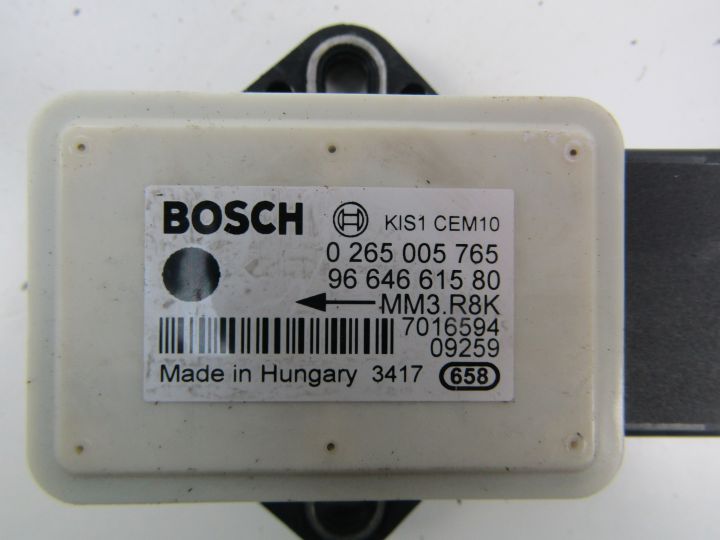 BOSCH KIS1 CEM10
0 265 005 765
96 646 615 80
MM3.R8K
7016594
09259
Made in Hungary 3417 658